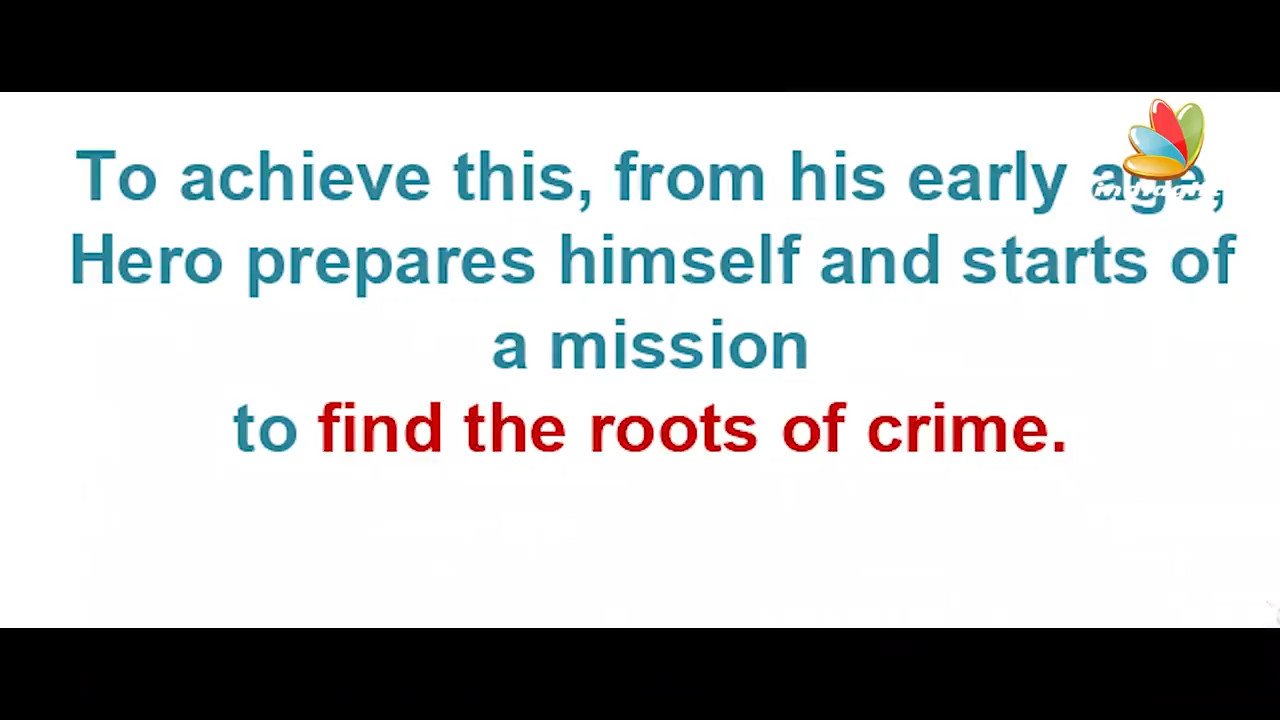 To achieve this, from his early age,
Hero prepares himself and starts of
a mission
to find the roots of crime.